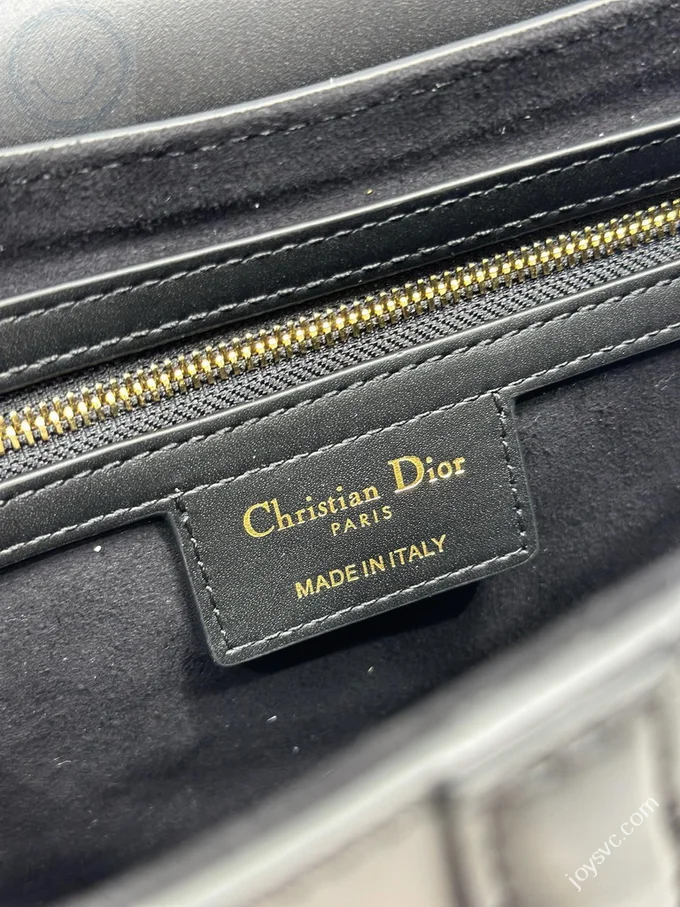 Christian Dior
PARIS
MADE IN ITALY
joysvc.com